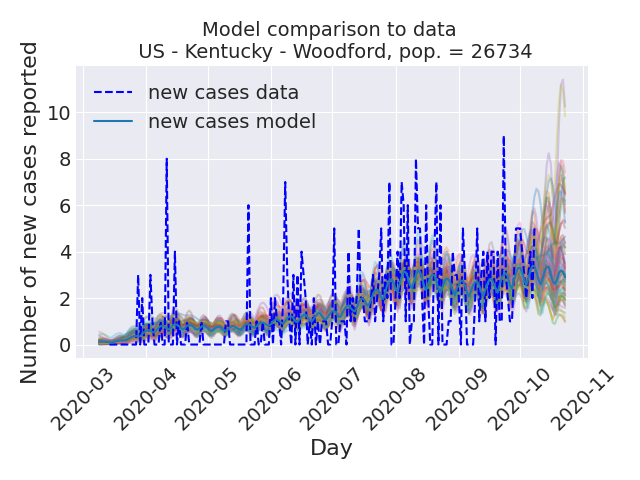 Model comparison to data
US - Kentucky - Woodford, pop. = 26734
Number of new cases reported
new cases data
new cases model
10
8
6
4
2
0
2020-03
2020-04
2020-05
2020-06
2020-07
2020-08
2020-09
2020-10
2020-11
Day